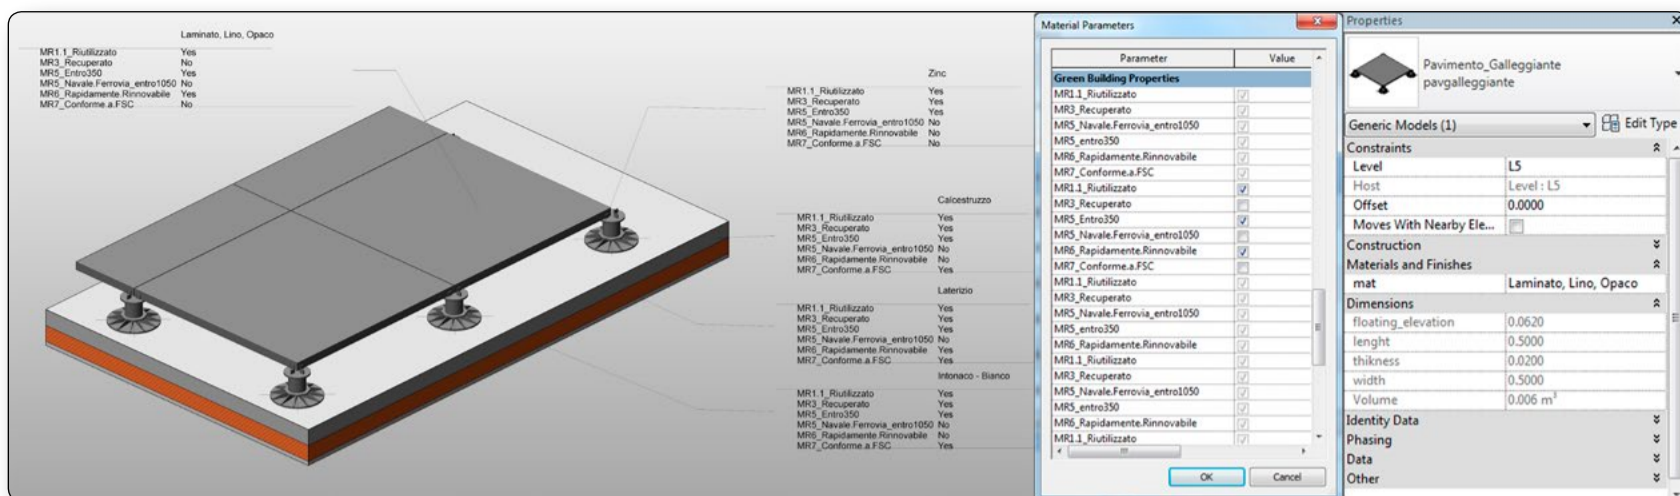 Laminato, Lino, Opaco
MR1.1_Riutilizzato Yes
MR3_Recuperato No
MR5_Entro350 Yes
MR5_Navale.Ferrovia_entro1050 No
MR6_Rapidamente.Rinnovabile Yes
MR7_Conforme.a.FSC No
Zinc
MR1.1_Riutilizzato Yes
MR3_Recuperato Yes
MR5_Entro350 Yes
MR5_Navale.Ferrovia_entro1050 No
MR6_Rapidamente.Rinnovabile No
MR7_Conforme.a.FSC No
Calcestruzzo
MR1.1_Riutilizzato Yes
MR3_Recuperato Yes
MR5_Entro350 Yes
MR5_Navale.Ferrovia_entro1050 No
MR6_Rapidamente.Rinnovabile No
MR7_Conforme.a.FSC Yes
Laterizio
MR1.1_Riutilizzato Yes
MR3_Recuperato Yes
MR5_Entro350 Yes
MR5_Navale.Ferrovia_entro1050 No
MR6_Rapidamente.Rinnovabile Yes
MR7_Conforme.a.FSC Yes
Intonaco - Bianco
MR1.1_Riutilizzato Yes
MR3_Recuperato Yes
MR5_Entro350 Yes
MR5_Navale.Ferrovia_entro1050 No
MR6_Rapidamente.Rinnovabile No
MR7_Conforme.a.FSC Yes
Material Parameters
Parameter Value
Green Building Properties
MR1.1_Riutilizzato
MR3_Recuperato
MR5_Navale.Ferrovia_entro1050
MR5_entro350
MR6_Rapidamente.Rinnovabile
MR7_Conforme.a.FSC
MR1.1_Riutilizzato
MR3_Recuperato
MR5_Entro350
MR5_Navale.Ferrovia_entro1050
MR6_Rapidamente.Rinnovabile
MR7_Conforme.a.FSC
MR1.1_Riutilizzato
MR3_Recuperato
MR5_Navale.Ferrovia_entro1050
MR5_entro350
MR6_Rapidamente.Rinnovabile
MR1.1_Riutilizzato
MR3_Recuperato
MR5_Navale.Ferrovia_entro1050
MR5_entro350
MR6_Rapidamente.Rinnovabile
MR1.1_Riutilizzato
OK Cancel
Properties
Pavimento_Galleggiante
pavgalleggiante
Generic Models (1) Edit Type
Constraints
Level L5
Host Level : L5
Offset 0.0000
Moves With Nearby Ele...
Construction
Materials and Finishes
mat Laminato, Lino, Opaco
Dimensions
floating_elevation 0.0620
lenght 0.5000
thikness 0.0200
width 0.5000
Volume 0.006 m³
Identity Data
Phasing
Data
Other